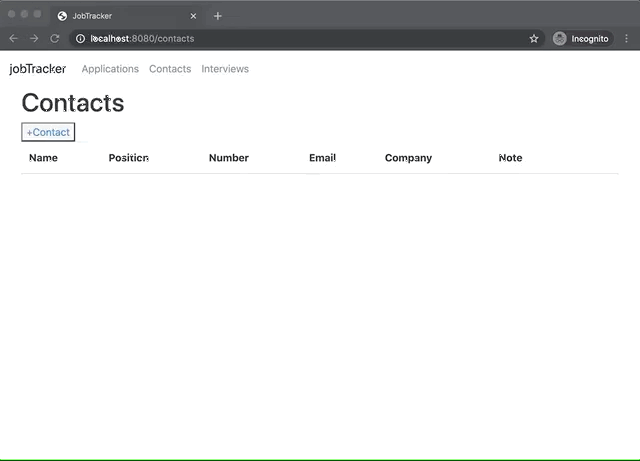 JobTracker
localhost:8080/contacts
Incognito
jobTracker Applications Contacts Interviews
Contacts
+Contact
Name Position Number Email Company Note